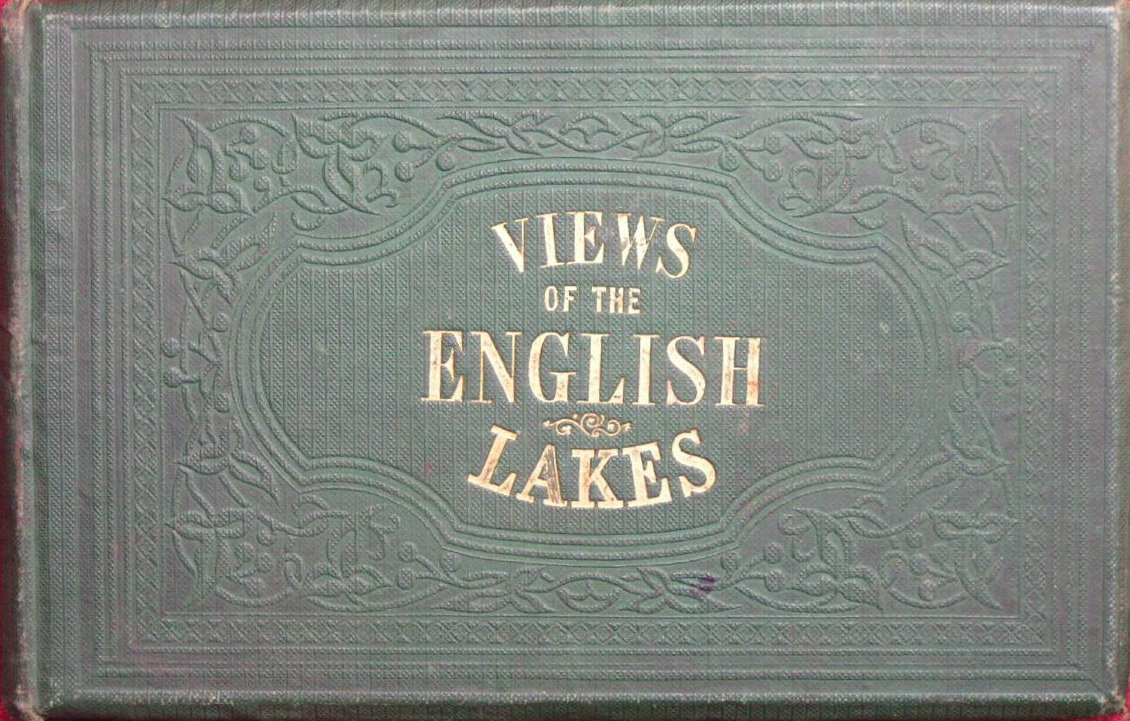 VIEWS
OF THE
ENGLISH
LAKES